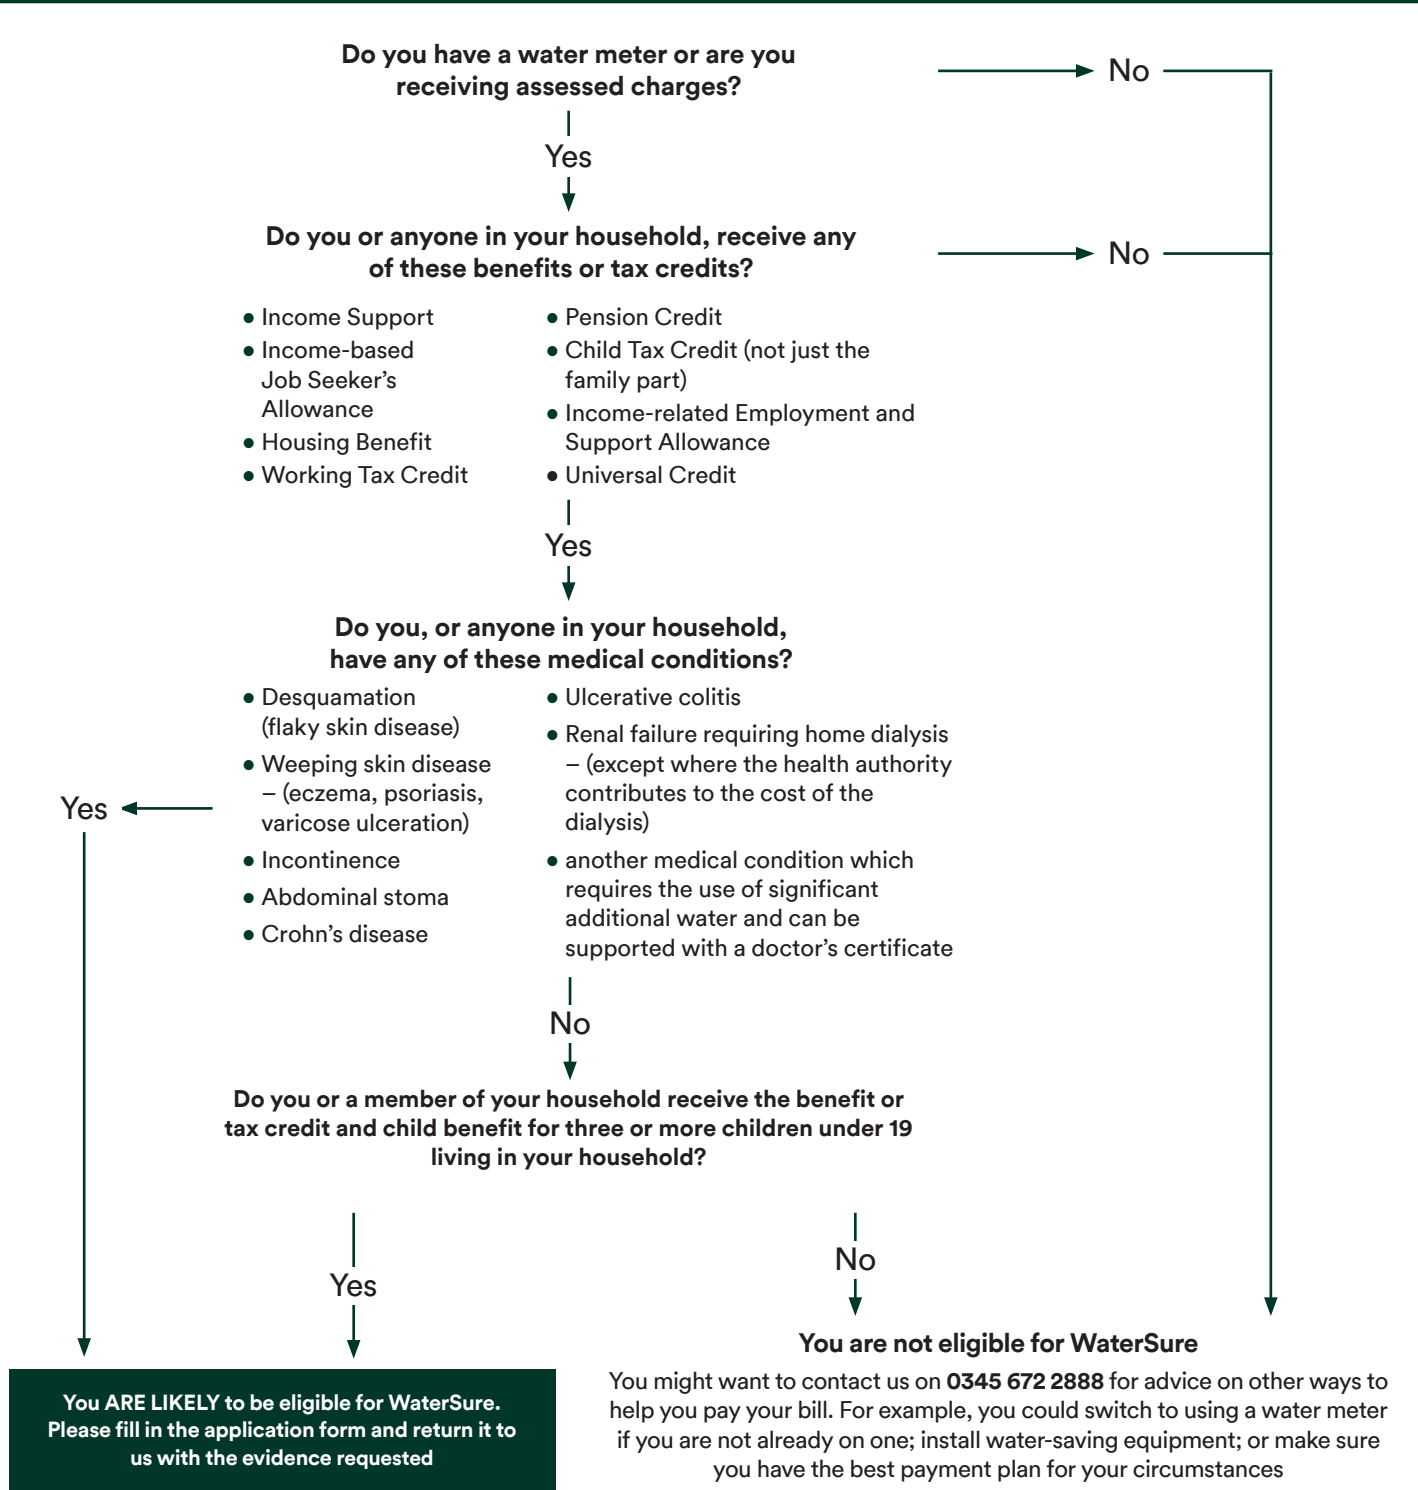 Do you have a water meter or are you
receiving assessed charges?
No
Yes
Do you or anyone in your household, receive any
of these benefits or tax credits?
No
● Income Support
● Income-based
Job Seeker’s
Allowance
● Housing Benefit
● Working Tax Credit
● Pension Credit
● Child Tax Credit (not just the
family part)
● Income-related Employment and
Support Allowance
● Universal Credit
Yes
Do you, or anyone in your household,
have any of these medical conditions?
● Desquamation
(flaky skin disease)
● Weeping skin disease
– (eczema, psoriasis,
varicose ulceration)
● Incontinence
● Abdominal stoma
● Crohn’s disease
● Ulcerative colitis
● Renal failure requiring home dialysis
– (except where the health authority
contributes to the cost of the
dialysis)
● another medical condition which
requires the use of significant
additional water and can be
supported with a doctor’s certificate
Yes
No
Do you or a member of your household receive the benefit or
tax credit and child benefit for three or more children under 19
living in your household?
Yes
No
You ARE LIKELY to be eligible for WaterSure.
Please fill in the application form and return it to
us with the evidence requested
You are not eligible for WaterSure
You might want to contact us on 0345 672 2888 for advice on other ways to
help you pay your bill. For example, you could switch to using a water meter
if you are not already on one; install water-saving equipment; or make sure
you have the best payment plan for your circumstances